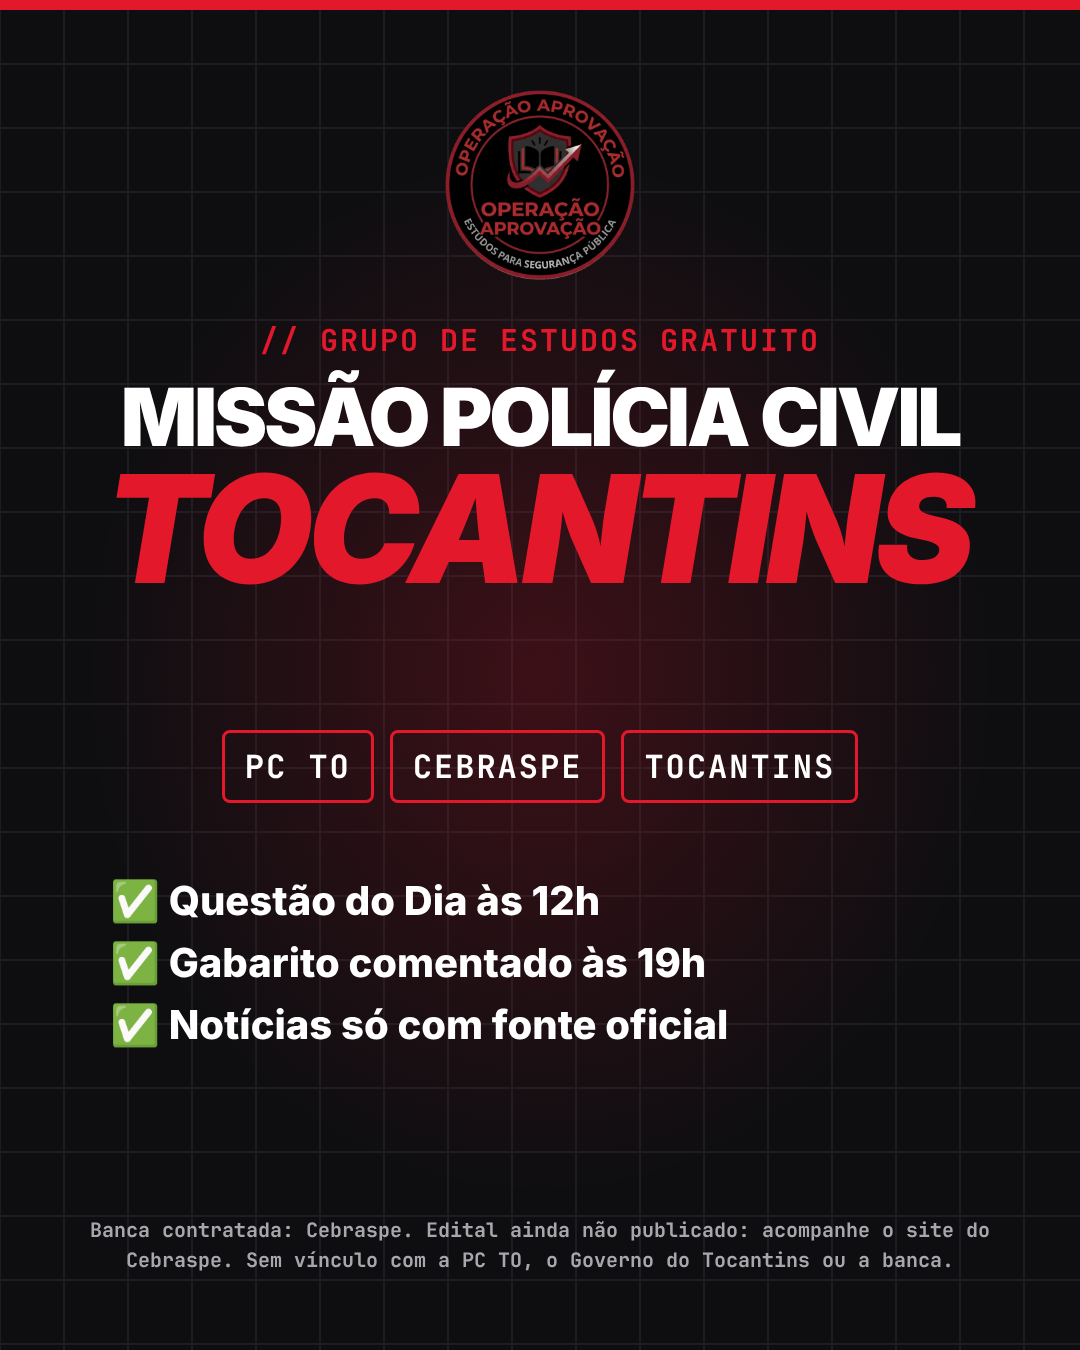 OPERAÇÃO APROVAÇÃO
OPERAÇÃO
APROVAÇÃO
ESTUDOS PARA SEGURANÇA PÚBLICA
// GRUPO DE ESTUDOS GRATUITO
MISSÃO POLÍCIA CIVIL
TOCANTINS
PC TO CEBRASPE TOCANTINS
✅ Questão do Dia às 12h
✅ Gabarito comentado às 19h
✅ Notícias só com fonte oficial
Banca contratada: Cebraspe. Edital ainda não publicado: acompanhe o site do
Cebraspe. Sem vínculo com a PC TO, o Governo do Tocantins ou a banca.